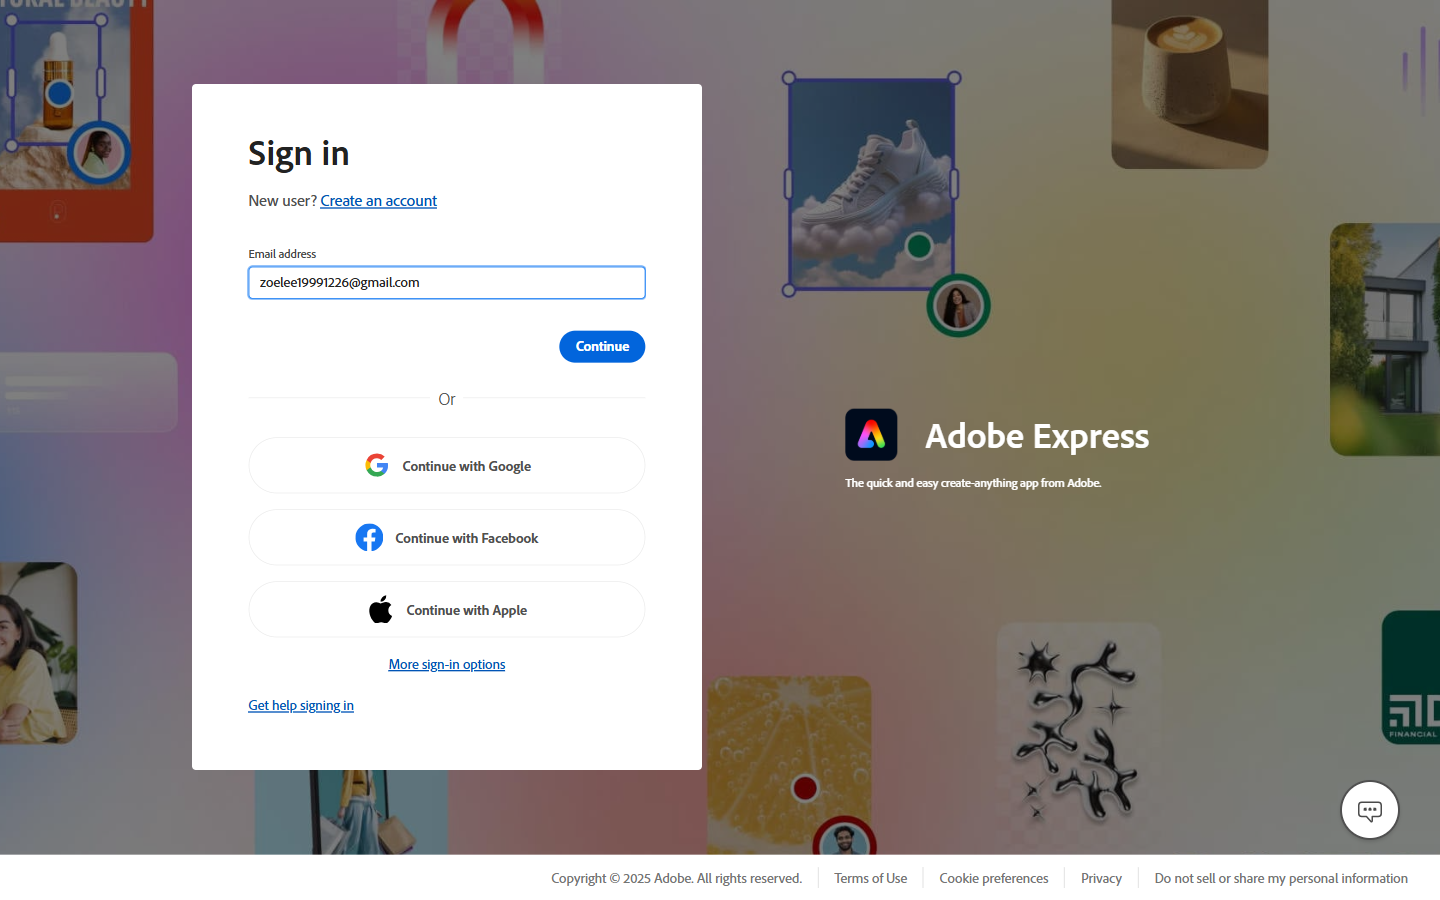 Sign in
New user? Create an account
Email address
zoelee19991226@gmail.com
Continue
Or
Continue with Google
Continue with Facebook
Continue with Apple
More sign-in options
Get help signing in
Adobe Express
The quick and easy create-anything app from Adobe.
FINANCIAL
Copyright © 2025 Adobe. All rights reserved.
Terms of Use
Cookie preferences
Privacy
Do not sell or share my personal information